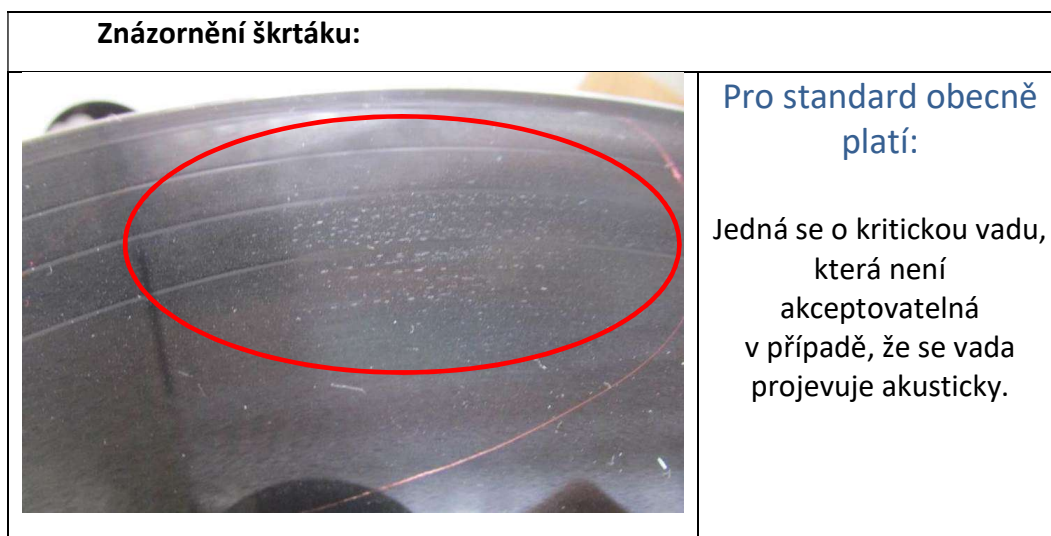 Znázornění škrtáku:
Pro standard obecně
platí:
Jedná se o kritickou vadu,
která není
akceptovatelná
v případě, že se vada
projevuje akusticky.